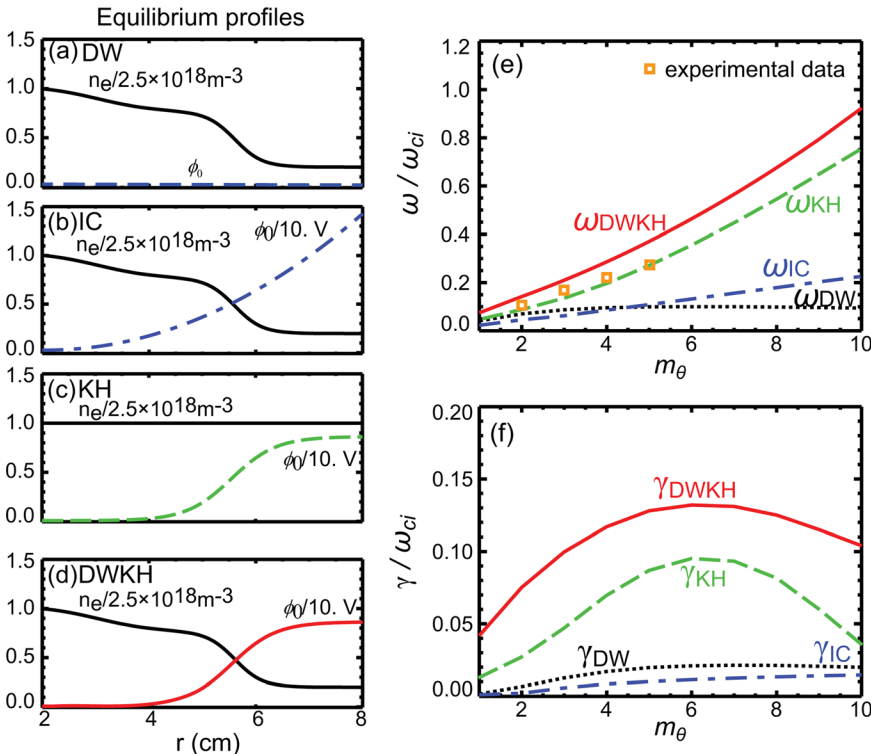 Equilibrium profiles
(a) DW
n_e/2.5×10^18 m-3
ϕ_0
1.5
1.0
0.5
0.0
(b) IC
n_e/2.5×10^18 m-3
ϕ_0/10. V
1.5
1.0
0.5
0.0
(c) KH
n_e/2.5×10^18 m-3
ϕ_0/10. V
1.5
1.0
0.5
0.0
(d) DWKH
n_e/2.5×10^18 m-3
ϕ_0/10. V
1.5
1.0
0.5
0.0
2 4 6 8
r (cm)
(e)
experimental data
ω / ω_ci
1.2
1.0
0.8
0.6
0.4
0.2
0.0
ω_DWKH
ω_KH
ω_IC
ω_DW
2 4 6 8 10
m_θ
(f)
γ / ω_ci
0.20
0.15
0.10
0.05
0.00
γ_DWKH
γ_KH
γ_DW
γ_IC
2 4 6 8 10
m_θ